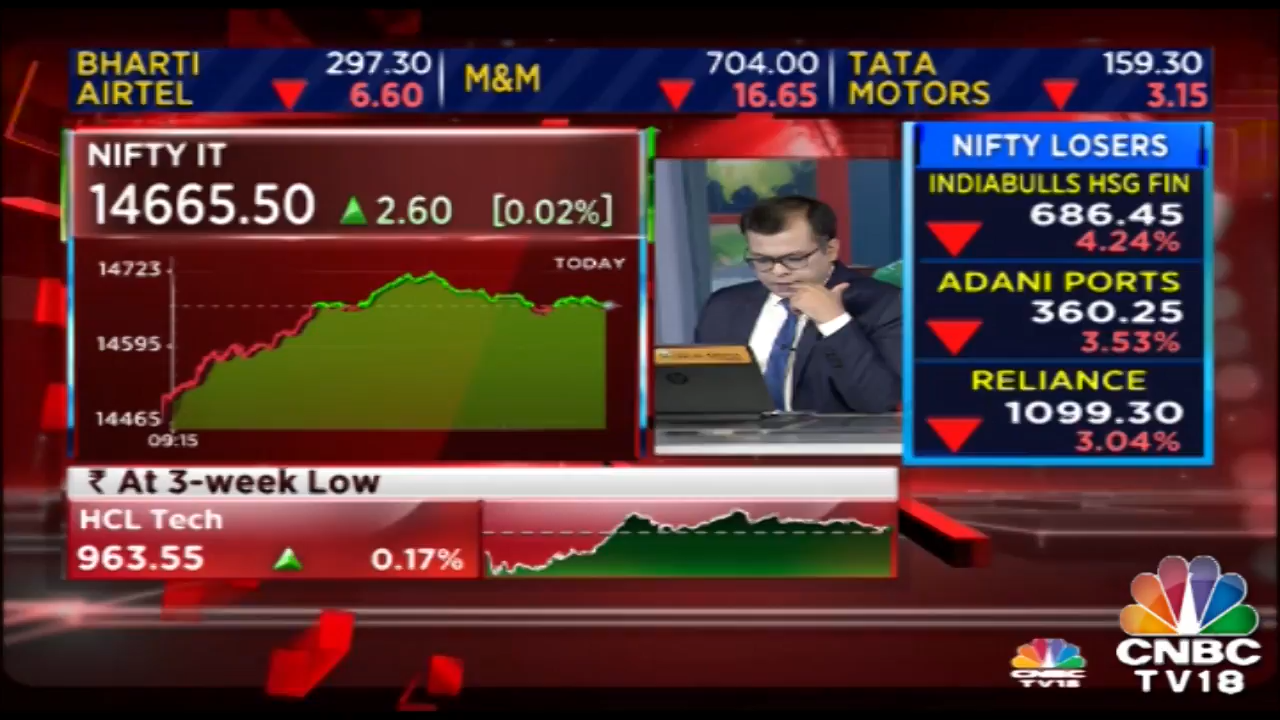 BHARTI AIRTEL 297.30 6.60
M&M 704.00 16.65
TATA MOTORS 159.30 3.15
NIFTY IT
14665.50 2.60 [0.02%]
TODAY
14723
14595
14465
09:15
NIFTY LOSERS
INDIABULLS HSG FIN
686.45
4.24%
ADANI PORTS
360.25
3.53%
RELIANCE
1099.30
3.04%
₹ At 3-week Low
HCL Tech
963.55 0.17%
CNBC
TV18
CNBC
TV18